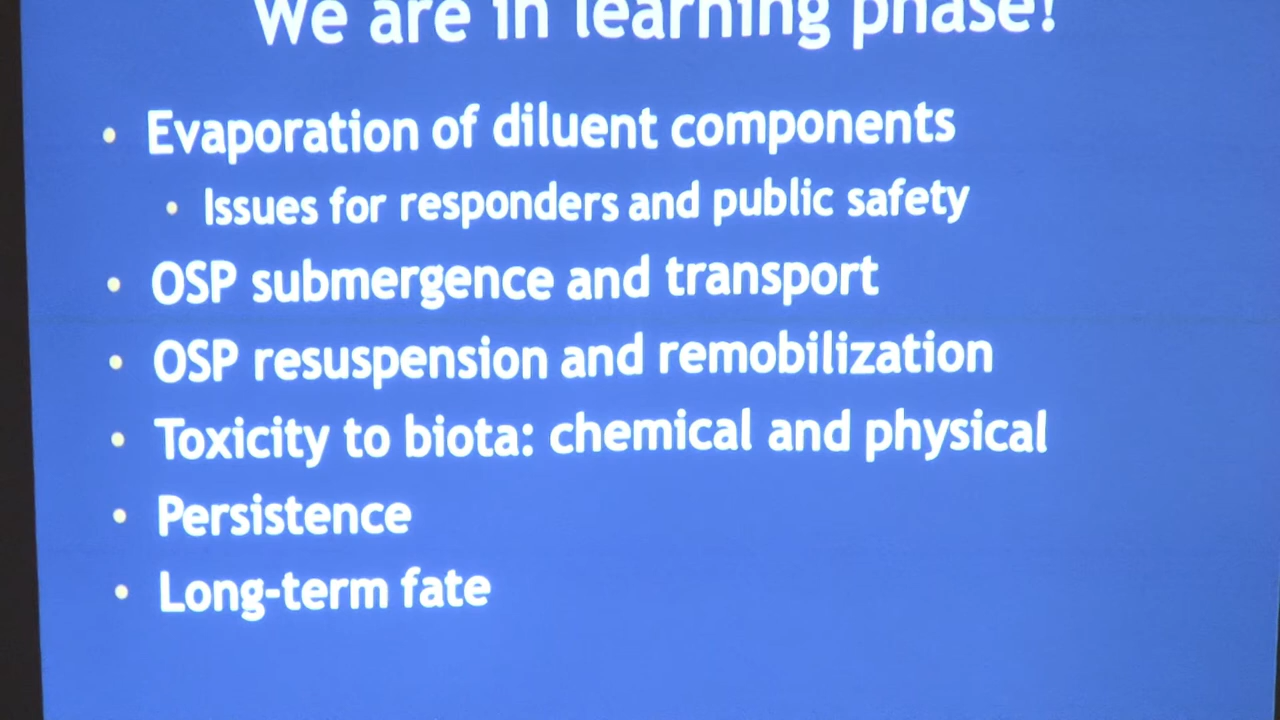 We are in learning phase!
• Evaporation of diluent components
• Issues for responders and public safety
• OSP submergence and transport
• OSP resuspension and remobilization
• Toxicity to biota: chemical and physical
• Persistence
• Long-term fate